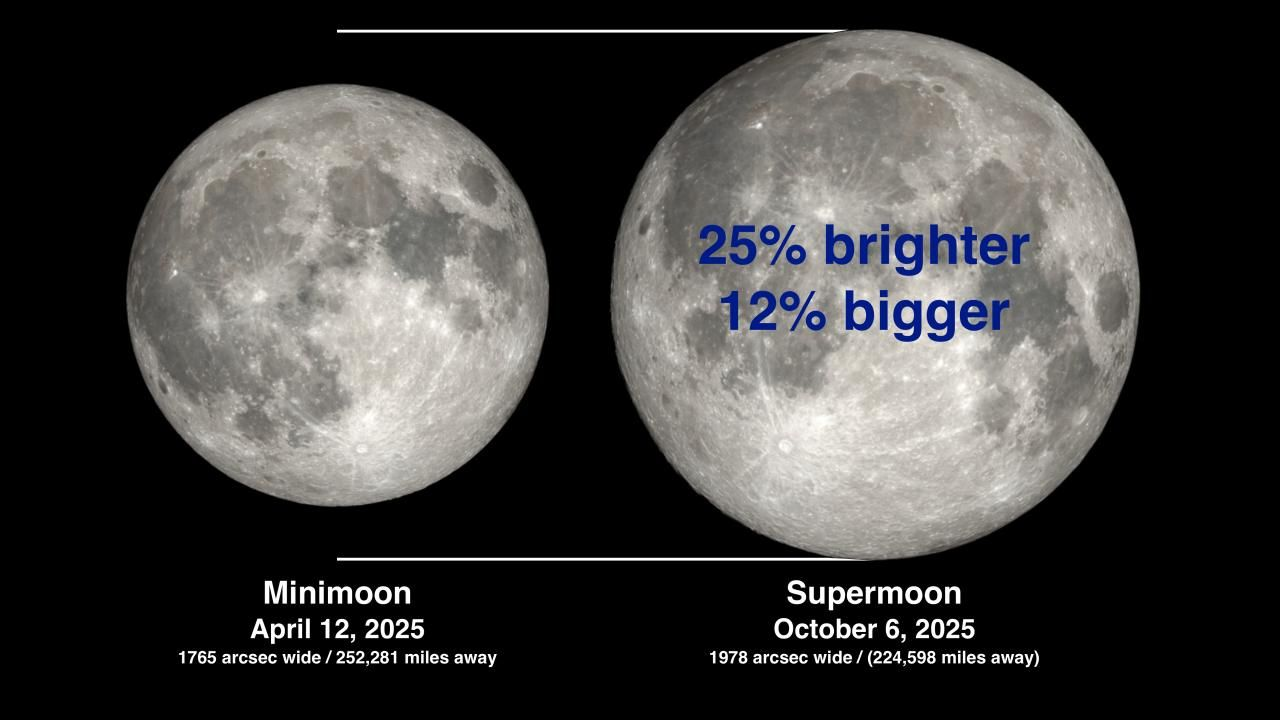 25% brighter
12% bigger
Minimoon
April 12, 2025
1765 arcsec wide / 252,281 miles away
Supermoon
October 6, 2025
1978 arcsec wide / (224,598 miles away)